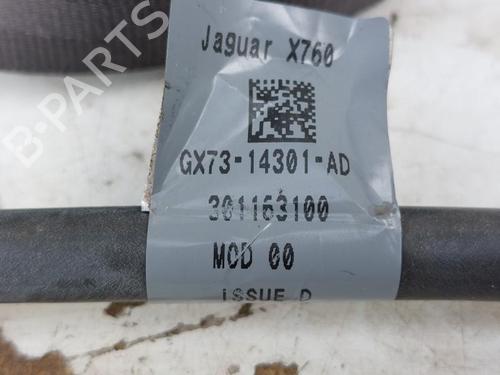 Jaguar X760
GX73-14301-AD
301163100
MOD 00
ISSUE D
B-PARTS